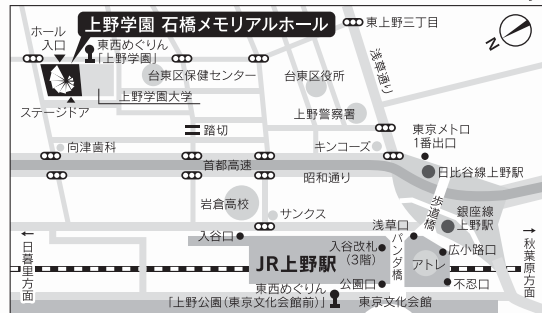 上野学園 石橋メモリアルホール
東上野三丁目
N
ホール
入口
東西めぐりん
「上野学園」
台東区保健センター
台東区役所
浅草通り
上野学園大学
ステージドア
上野警察署
東京メトロ
1番出口
踏切
向津歯科
キンコーズ
首都高速
日比谷線上野駅
昭和通り
歩道橋
岩倉高校
サンクス
銀座線
上野駅
入谷口
浅草口
入谷改札
(3階)
パンダ橋
広小路口
JR上野駅
アトレ
←日暮里方面
→秋葉原方面
公園口
不忍口
東西めぐりん
「上野公園(東京文化会館前)」
東京文化会館